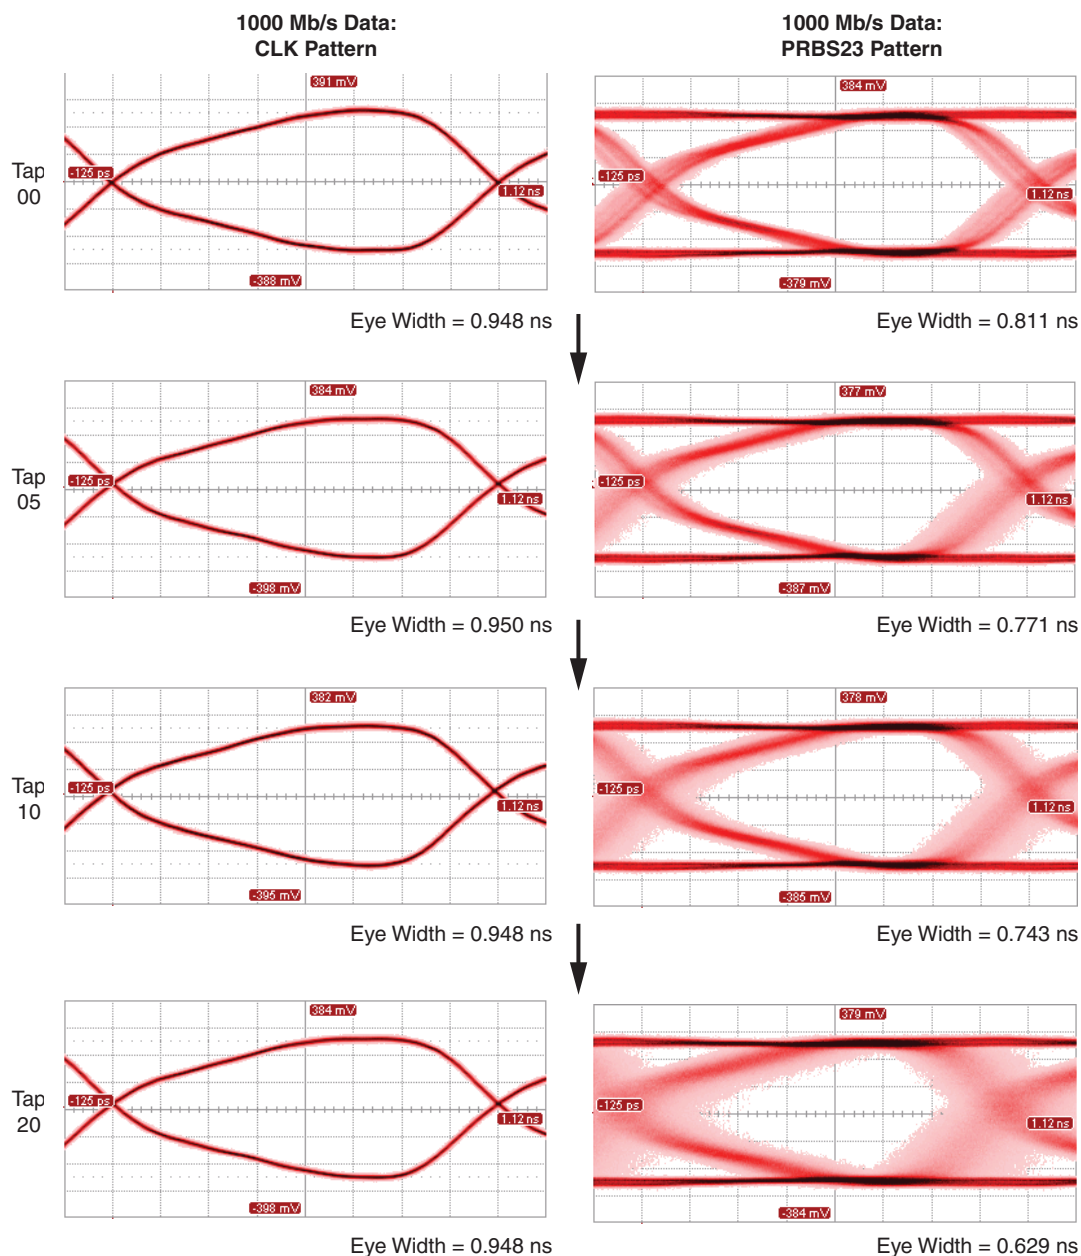 1000 Mb/s Data:
CLK Pattern
1000 Mb/s Data:
PRBS23 Pattern
Tap
00
391 mV
-125 ps
1.12 ns
-388 mV
Eye Width = 0.948 ns
384 mV
-125 ps
1.12 ns
-379 mV
Eye Width = 0.811 ns
Tap
05
384 mV
-125 ps
1.12 ns
-398 mV
Eye Width = 0.950 ns
377 mV
-125 ps
1.12 ns
-387 mV
Eye Width = 0.771 ns
Tap
10
382 mV
-125 ps
1.12 ns
-395 mV
Eye Width = 0.948 ns
378 mV
-125 ps
1.12 ns
-385 mV
Eye Width = 0.743 ns
Tap
20
384 mV
-125 ps
1.12 ns
-398 mV
Eye Width = 0.948 ns
379 mV
-125 ps
1.12 ns
-384 mV
Eye Width = 0.629 ns